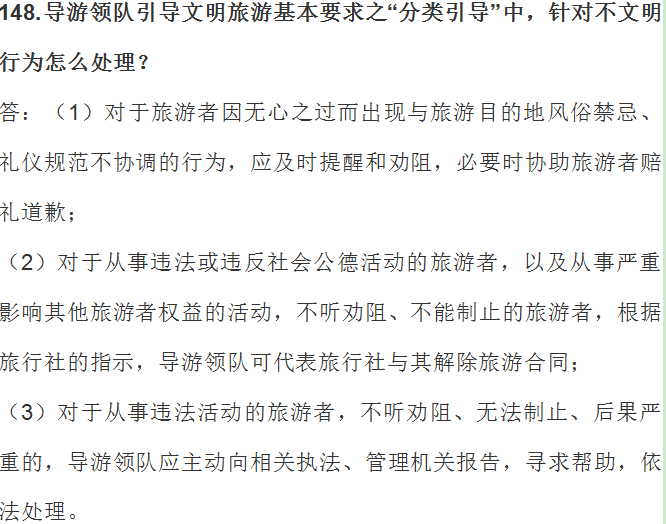 148.导游领队引导文明旅游基本要求之“分类引导”中，针对不文明
行为怎么处理？
答：（1）对于旅游者因无心之过而出现与旅游目的地风俗禁忌、
礼仪规范不协调的行为，应及时提醒和劝阻，必要时协助旅游者赔
礼道歉；
（2）对于从事违法或违反社会公德活动的旅游者，以及从事严重
影响其他旅游者权益的活动，不听劝阻、不能制止的旅游者，根据
旅行社的指示，导游领队可代表旅行社与其解除旅游合同；
（3）对于从事违法活动的旅游者，不听劝阻、无法制止、后果严
重的，导游领队应主动向相关执法、管理机关报告，寻求帮助，依
法处理。